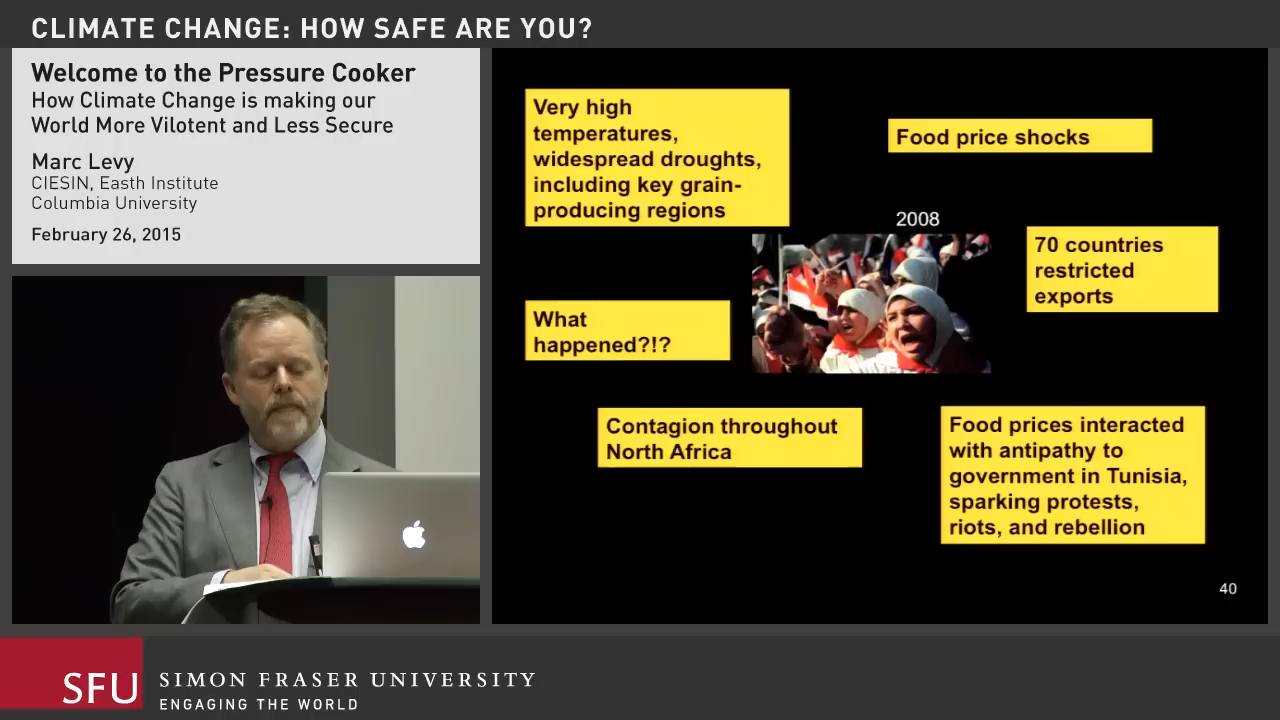 CLIMATE CHANGE: HOW SAFE ARE YOU?
Welcome to the Pressure Cooker
How Climate Change is making our
World More Vilotent and Less Secure
Marc Levy
CIESIN, Easth Institute
Columbia University
February 26, 2015
Very high
temperatures,
widespread droughts,
including key grain-
producing regions
Food price shocks
2008
70 countries
restricted
exports
What
happened?!?
Contagion throughout
North Africa
Food prices interacted
with antipathy to
government in Tunisia,
sparking protests,
riots, and rebellion
40
SFU
SIMON FRASER UNIVERSITY
ENGAGING THE WORLD